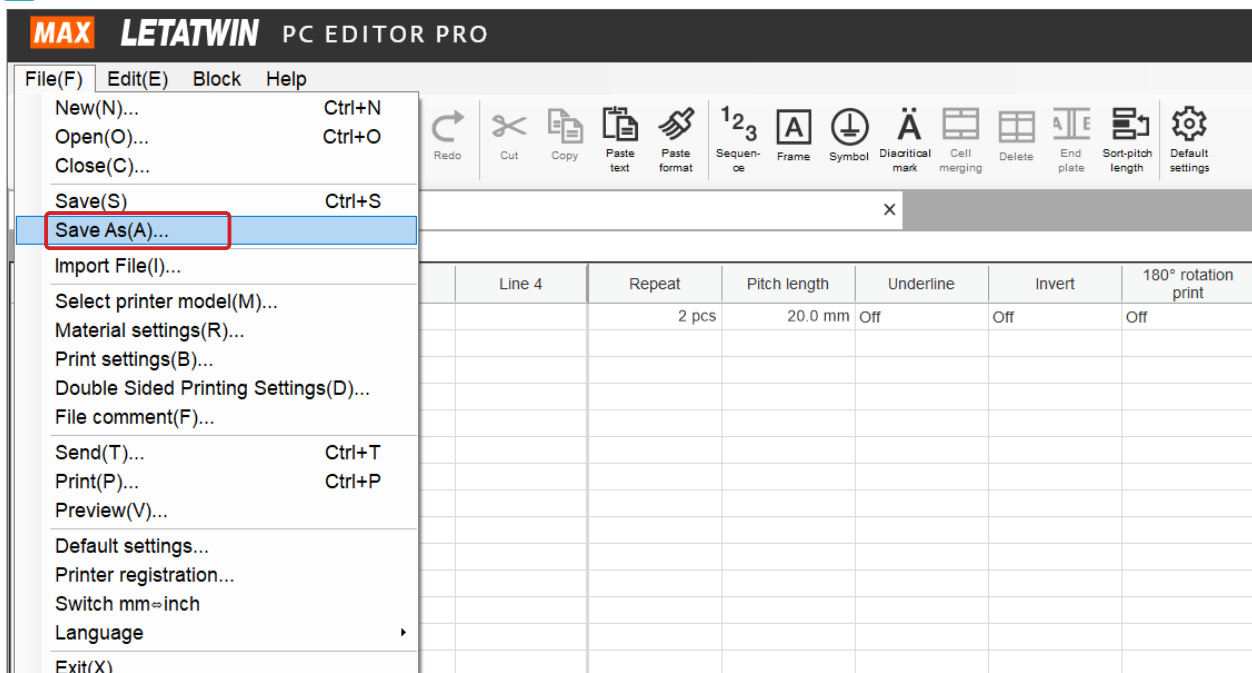 MAX LETATWIN PC EDITOR PRO
File(F) Edit(E) Block Help
New(N)... Ctrl+N
Open(O)... Ctrl+O
Close(C)...
Save(S) Ctrl+S
Save As(A)...
Import File(I)...
Select printer model(M)...
Material settings(R)...
Print settings(B)...
Double Sided Printing Settings(D)...
File comment(F)...
Send(T)... Ctrl+T
Print(P)... Ctrl+P
Preview(V)...
Default settings...
Printer registration...
Switch mm⇔inch
Language
Exit(X)
Redo
Cut
Copy
Paste
text
Paste
format
1 2 3
Sequen-
ce
A
Frame
Symbol
Ä
Diacritical
mark
Cell
merging
Delete
A E
End
plate
Sort-pitch
length
Default
settings
×
Line 4 Repeat Pitch length Underline Invert 180° rotation
print
2 pcs 20.0 mm Off Off Off